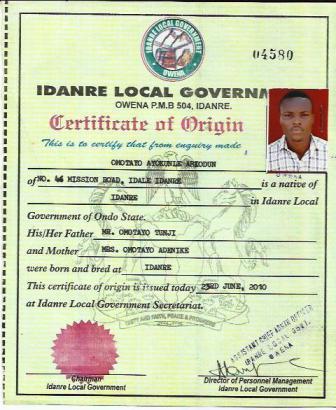 IDANRE LOCAL GOVERNMENT
OWENA
04580
IDANRE LOCAL GOVERNM
OWENA P.M.B 504, IDANRE.
Certificate of Origin
This is to certify that from enquiry made
OMOTAYO AYOKUNLE ABIODUN
of NO. 46 MISSION ROAD, IDALE IDANRE is a native of
IDANRE in Idanre Local
Government of Ondo State.
His/Her Father MR. OMOTAYO TUNJI
and Mother MRS. OMOTAYO ADENIKE
were born and bred at IDANRE
This certificate of origin is issued today 23RD JUNE, 2010
at Idanre Local Government Secretariat.
UNITY AND FAITH, PEACE & PROGRESS
ASSISTANT CHIEF ADMIN OFFICER
IDANRE LOCAL GOVT.
OWENA
Chairman
Idanre Local Government
Director of Personnel Management
Idanre Local Government